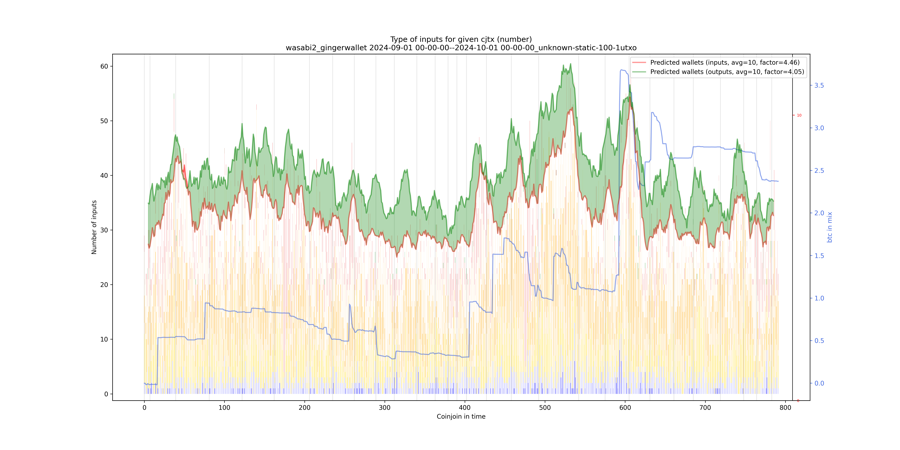 Type of inputs for given cjtx (number)
wasabi2_gingerwallet 2024-09-01 00-00-00--2024-10-01 00-00-00_unknown-static-100-1utxo
Predicted wallets (inputs, avg=10, factor=4.46)
Predicted wallets (outputs, avg=10, factor=4.05)
60
50
40
30
20
10
0
Number of inputs
3.5
3.0
2.5
2.0
1.5
1.0
0.5
0.0
btc in mix
0 100 200 300 400 500 600 700 800
Coinjoin in time